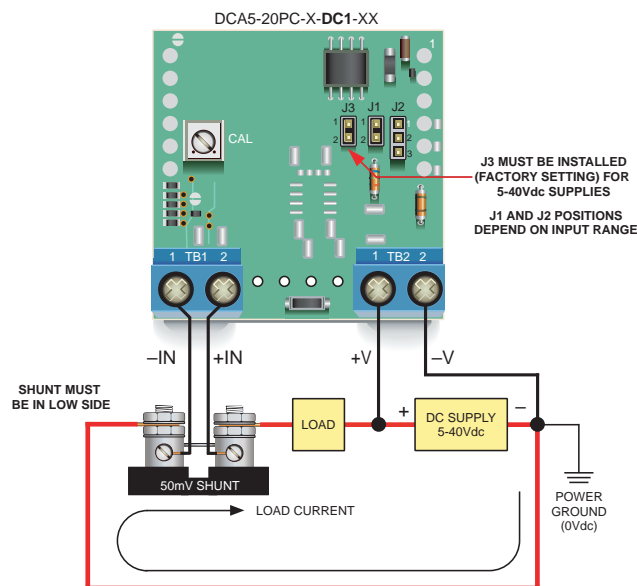 DCA5-20PC-X-DC1-XX
1
J3
J1
J2
1
2
1
2
1
2
3
CAL
J3 MUST BE INSTALLED
(FACTORY SETTING) FOR
5-40Vdc SUPPLIES
J1 AND J2 POSITIONS
DEPEND ON INPUT RANGE
1 TB1 2
1 TB2 2
–IN
+IN
+V
–V
SHUNT MUST
BE IN LOW SIDE
LOAD
+
DC SUPPLY
5-40Vdc
–
50mV SHUNT
LOAD CURRENT
POWER
GROUND
(0Vdc)